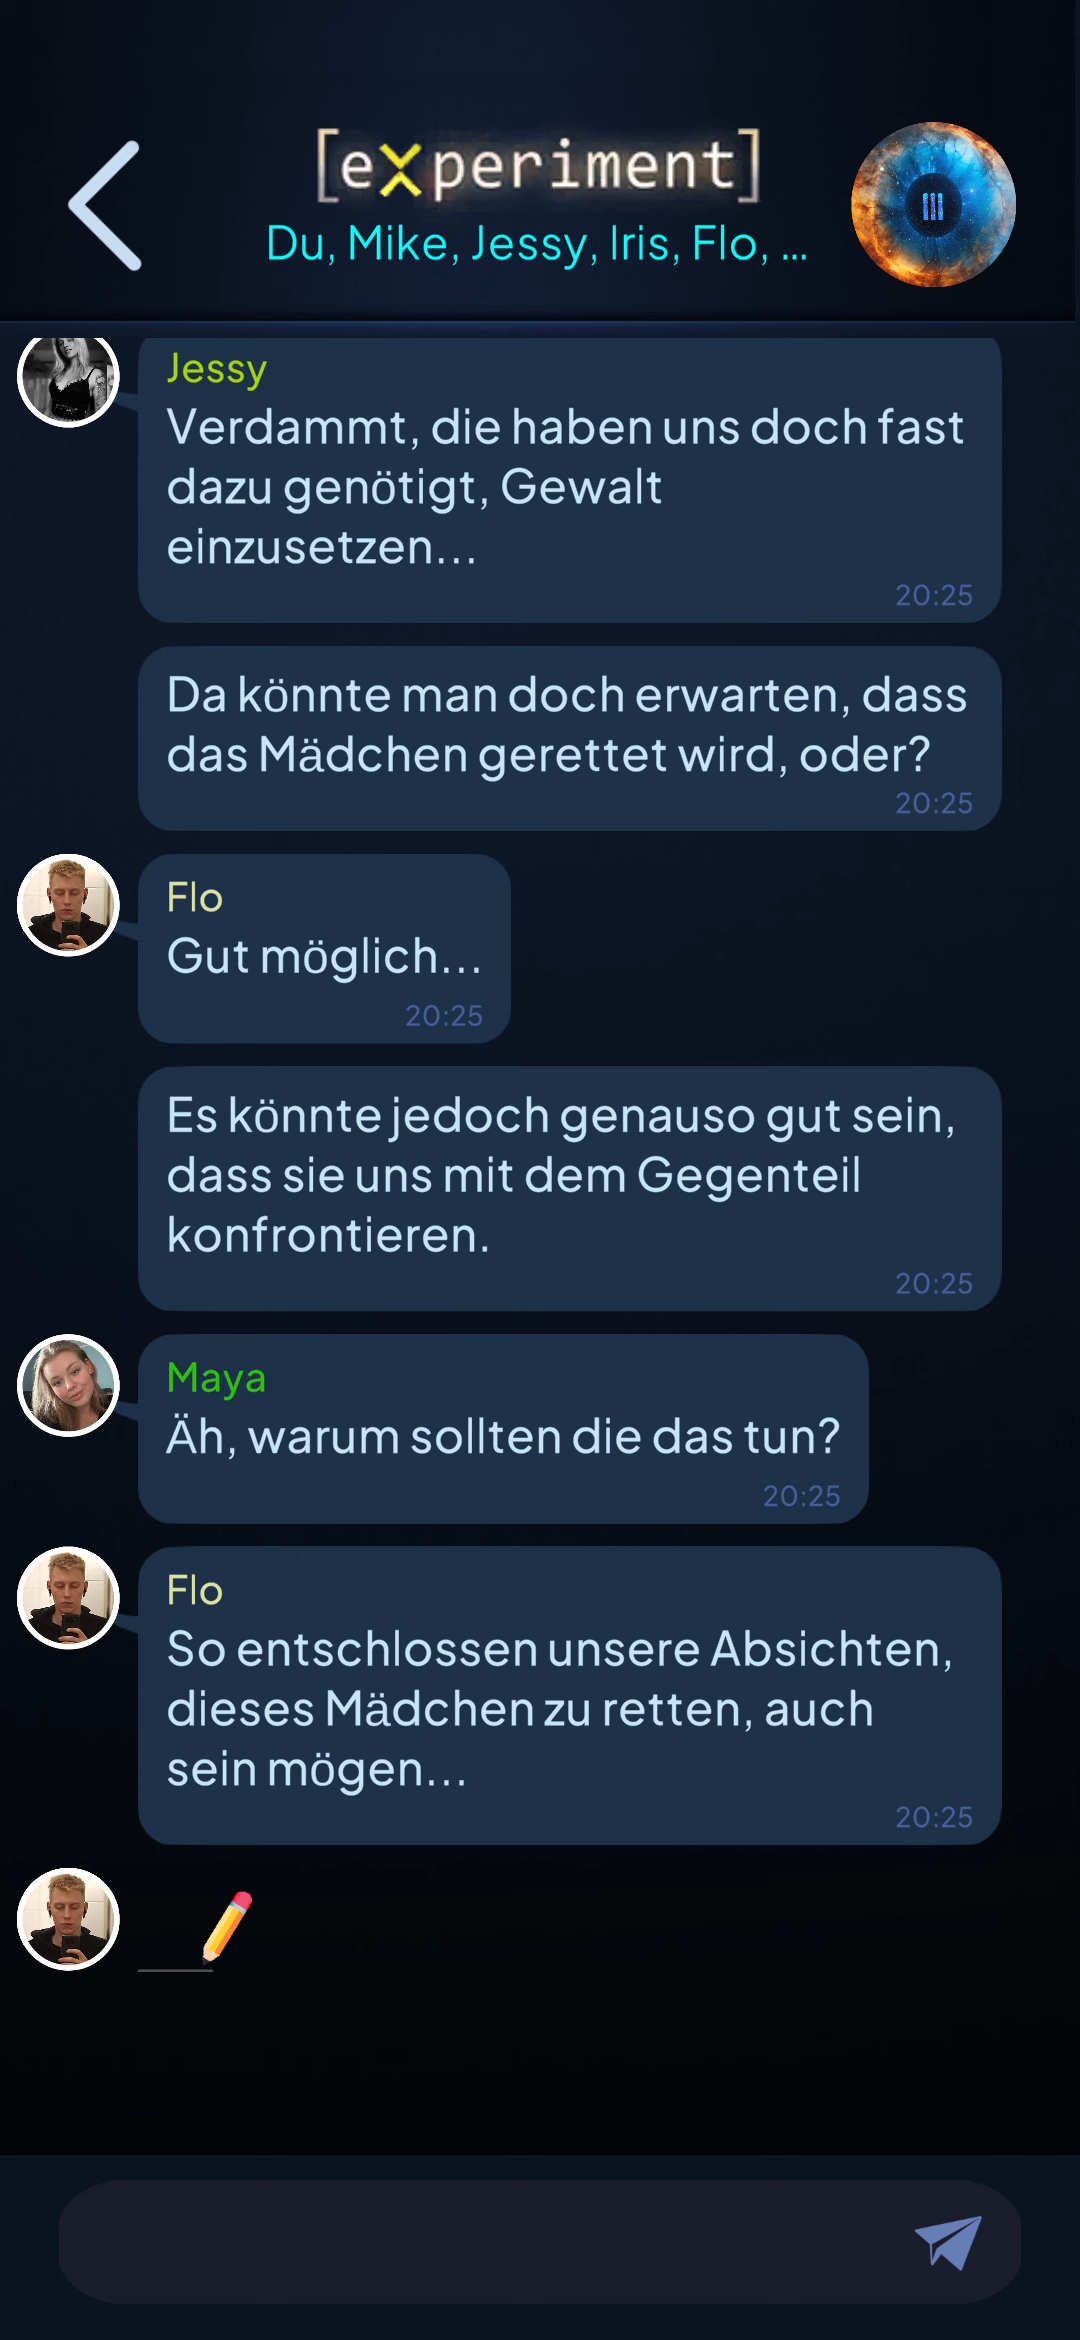 [experiment]
Du, Mike, Jessy, Iris, Flo, ...
Jessy
Verdammt, die haben uns doch fast
dazu genötigt, Gewalt
einzusetzen...
20:25
Da könnte man doch erwarten, dass
das Mädchen gerettet wird, oder?
20:25
Flo
Gut möglich...
20:25
Es könnte jedoch genauso gut sein,
dass sie uns mit dem Gegenteil
konfrontieren.
20:25
Maya
Äh, warum sollten die das tun?
20:25
Flo
So entschlossen unsere Absichten,
dieses Mädchen zu retten, auch
sein mögen...
20:25